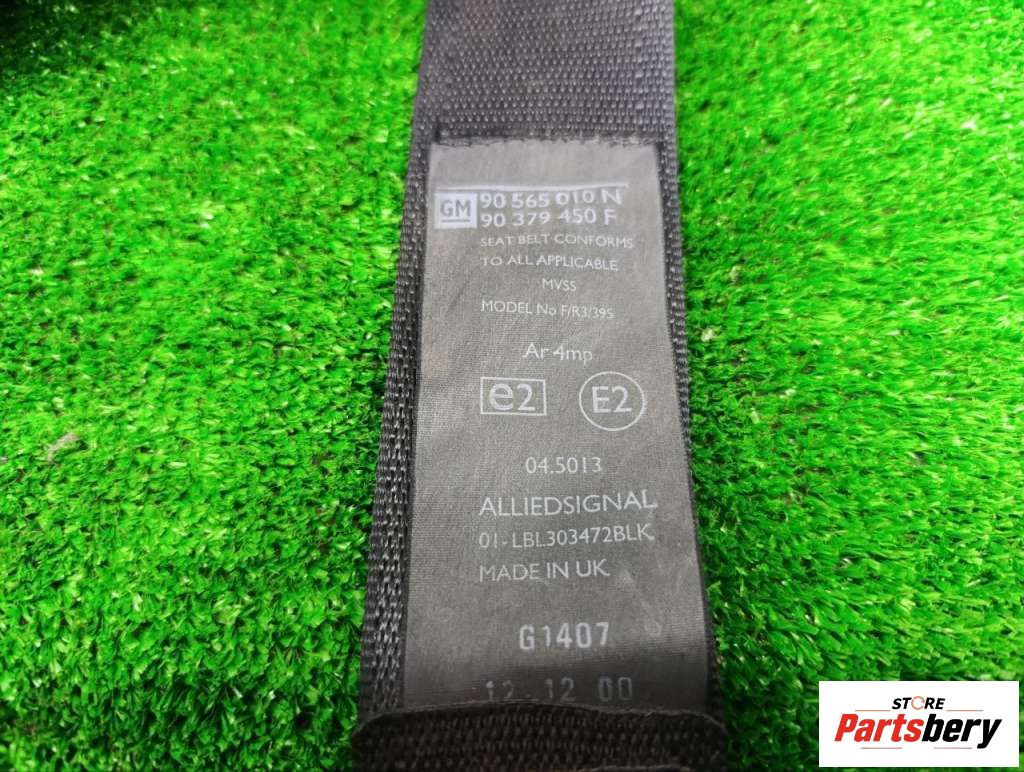 GM
90 565 010 N
90 379 450 F
SEAT BELT CONFORMS
TO ALL APPLICABLE
MVSS
MODEL No F/R3/395
Ar 4mp
e2 E2
04.5013
ALLIEDSIGNAL
01-LBL303472BLK
MADE IN UK
G1407
12 12 00
STORE
Partsbery